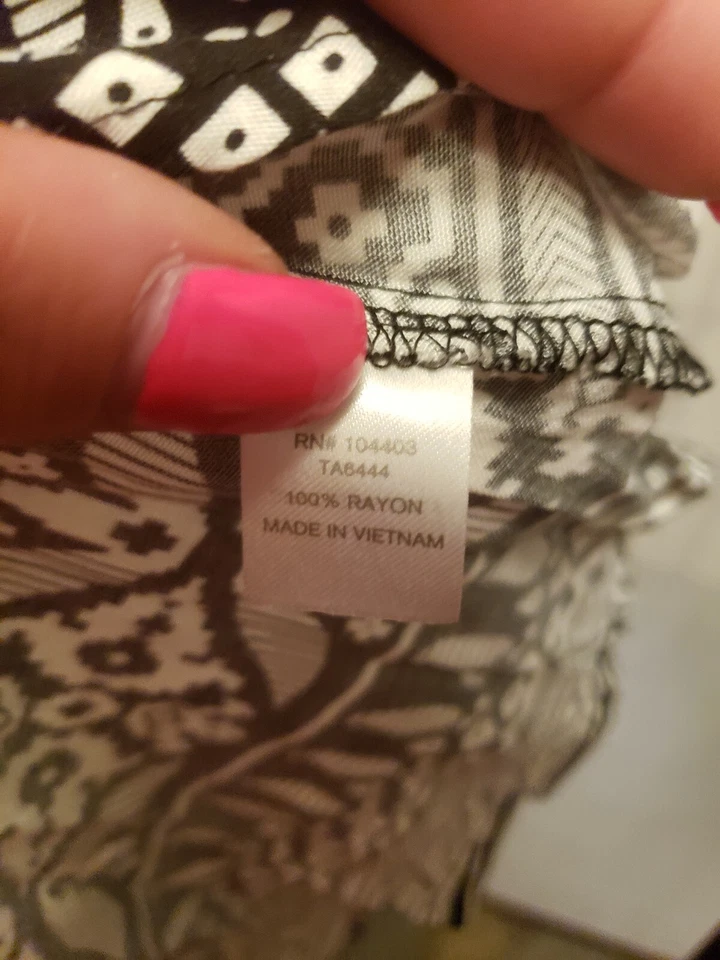 RN# 104403
TA6444
100% RAYON
MADE IN VIETNAM